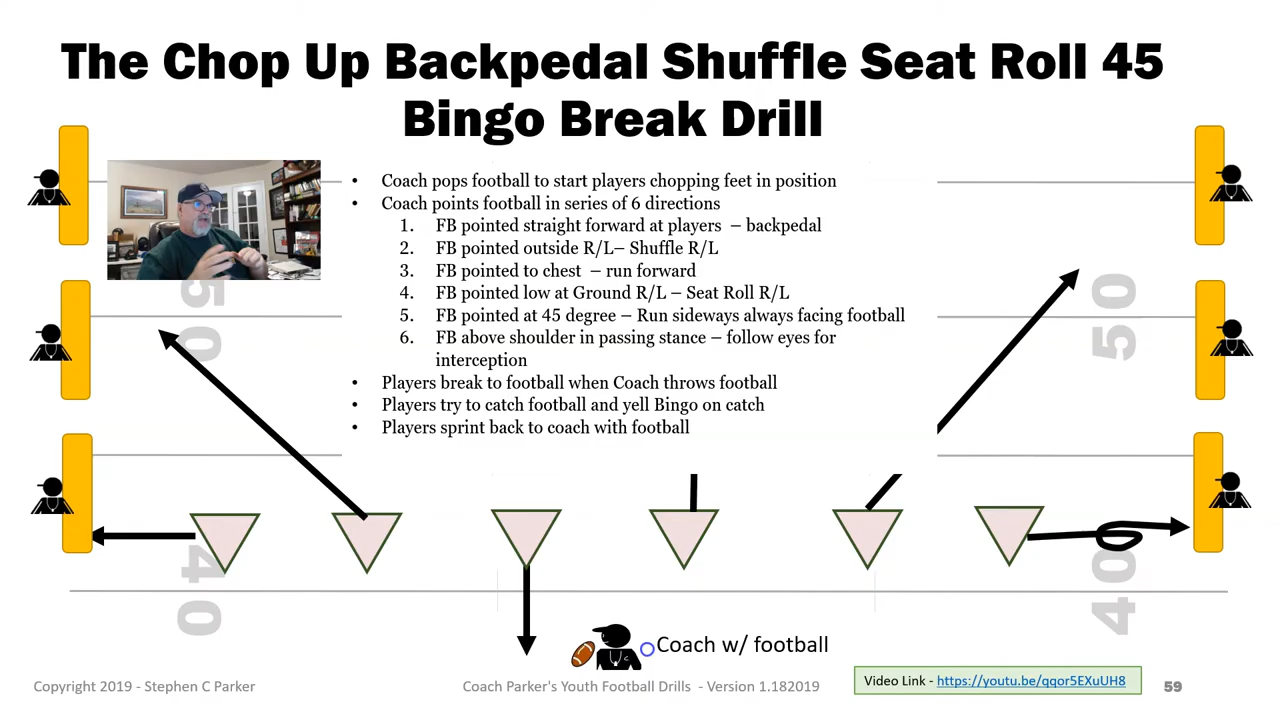 The Chop Up Backpedal Shuffle Seat Roll 45
Bingo Break Drill
• Coach pops football to start players chopping feet in position
• Coach points football in series of 6 directions
1. FB pointed straight forward at players – backpedal
2. FB pointed outside R/L– Shuffle R/L
3. FB pointed to chest – run forward
4. FB pointed low at Ground R/L – Seat Roll R/L
5. FB pointed at 45 degree – Run sideways always facing football
6. FB above shoulder in passing stance – follow eyes for
interception
• Players break to football when Coach throws football
• Players try to catch football and yell Bingo on catch
• Players sprint back to coach with football
50
50
40
40
Coach w/ football
Copyright 2019 - Stephen C Parker
Coach Parker's Youth Football Drills - Version 1.182019
Video Link - https://youtu.be/qqor5EXuUH8
59